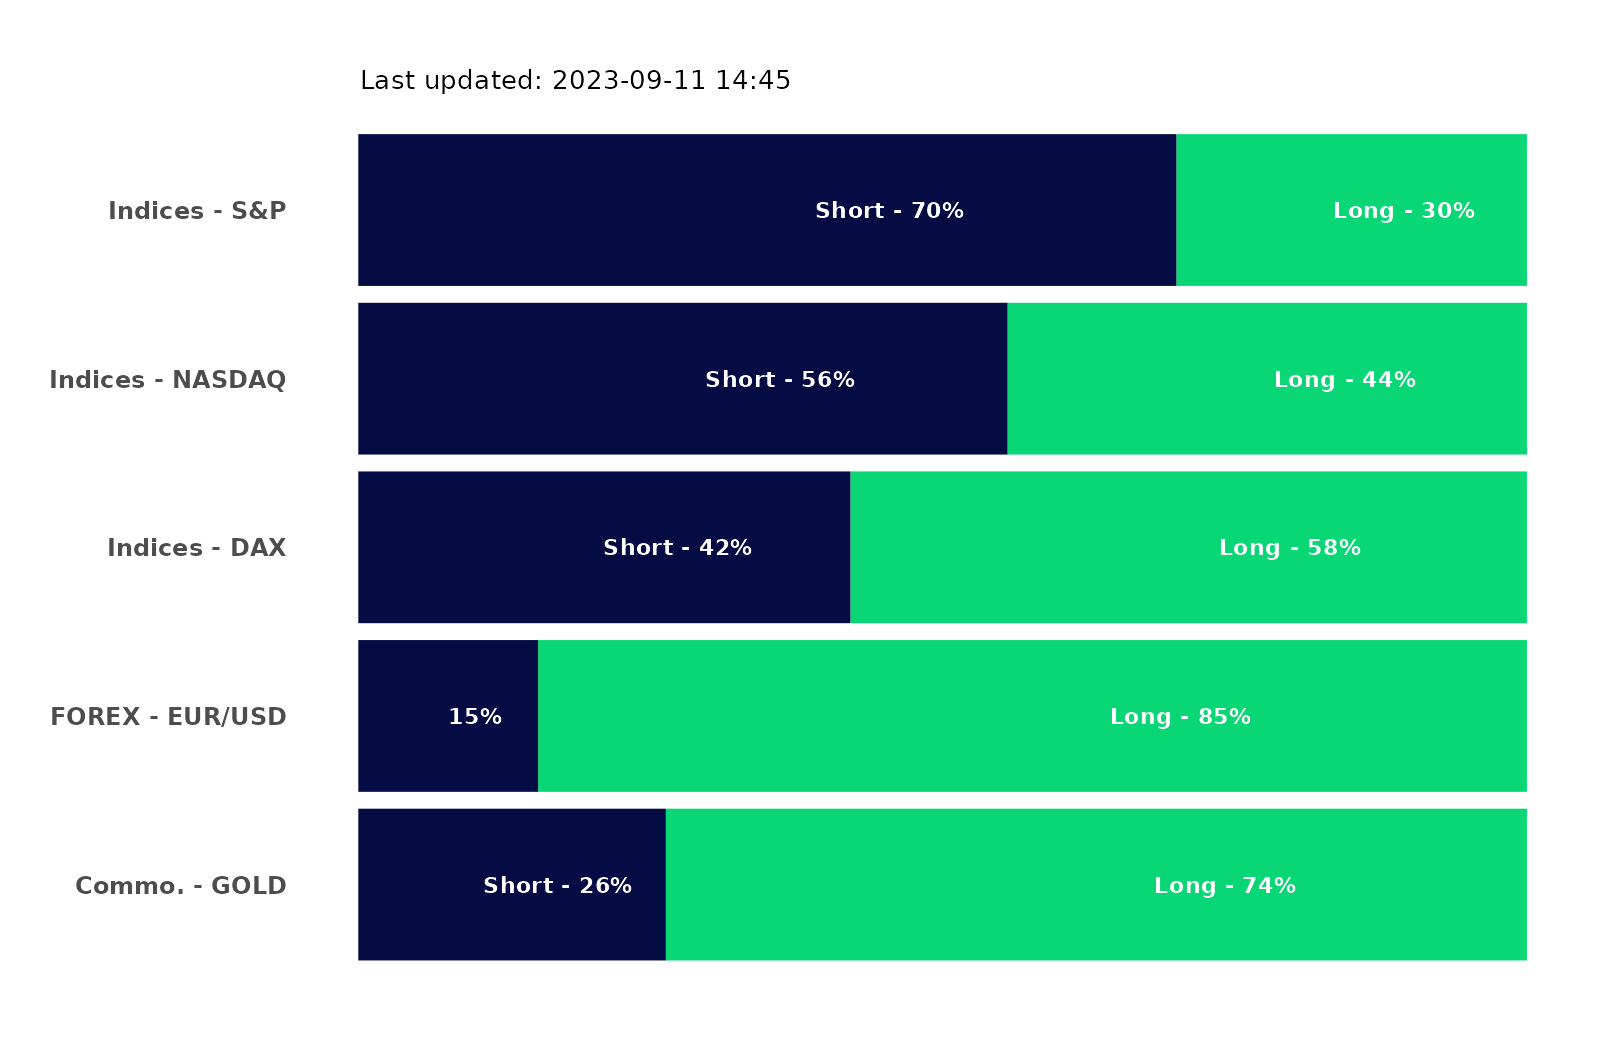 Last updated: 2023-09-11 14:45
Indices - S&P Short - 70% Long - 30%
Indices - NASDAQ Short - 56% Long - 44%
Indices - DAX Short - 42% Long - 58%
FOREX - EUR/USD 15% Long - 85%
Commo. - GOLD Short - 26% Long - 74%